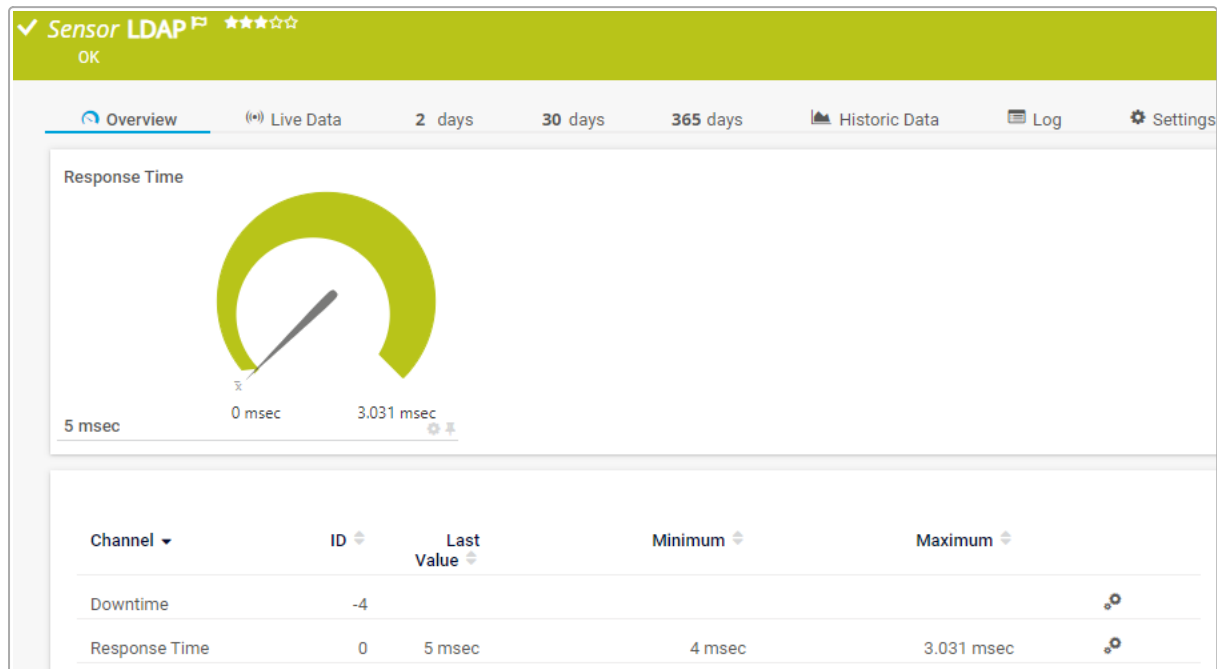 Sensor LDAP
OK
Overview Live Data 2 days 30 days 365 days Historic Data Log Settings
Response Time
x̄
0 msec 3.031 msec
5 msec
Channel ID Last Value Minimum Maximum
Downtime -4
Response Time 0 5 msec 4 msec 3.031 msec